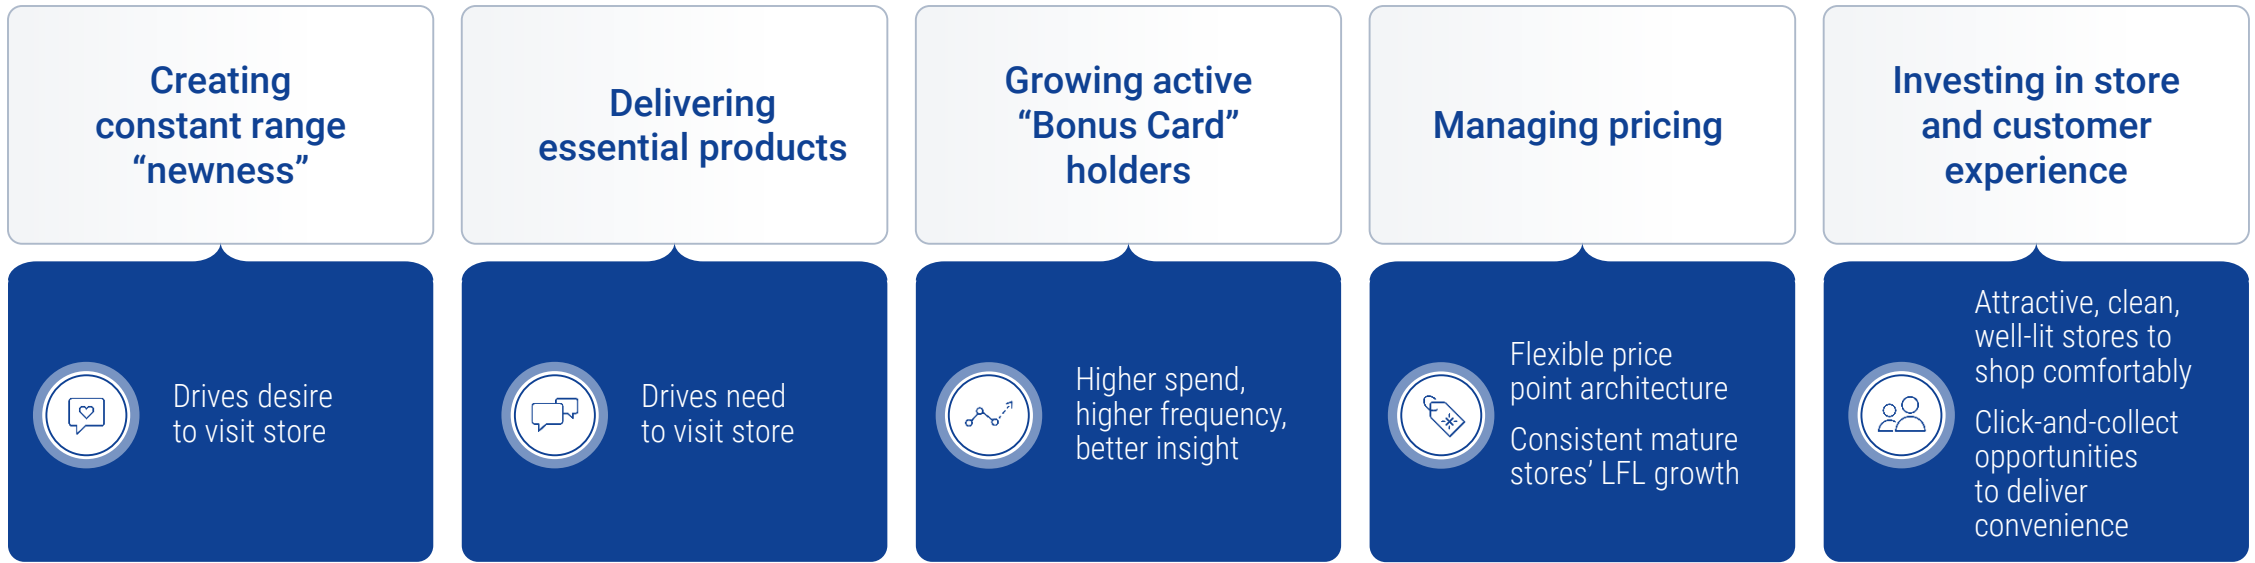 Creating
constant range
“newness”
Drives desire
to visit store
Delivering
essential products
Drives need
to visit store
Growing active
“Bonus Card”
holders
Higher spend,
higher frequency,
better insight
Managing pricing
Flexible price
point architecture
Consistent mature
stores’ LFL growth
Investing in store
and customer
experience
Attractive, clean,
well-lit stores to
shop comfortably
Click-and-collect
opportunities
to deliver
convenience